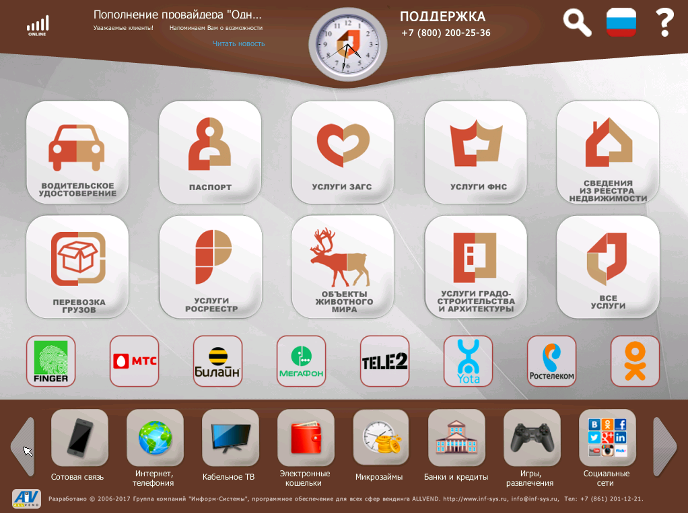 Пополнение провайдера "Одн...
Уважаемые клиенты! Напоминаем Вам о возможности
Читать новость
ONLINE
ПОДДЕРЖКА
+7 (800) 200-25-36
?
ВОДИТЕЛЬСКОЕ
УДОСТОВЕРЕНИЕ
ПАСПОРТ
УСЛУГИ ЗАГС
УСЛУГИ ФНС
СВЕДЕНИЯ
ИЗ РЕЕСТРА
НЕДВИЖИМОСТИ
ПЕРЕВОЗКА
ГРУЗОВ
УСЛУГИ
РОСРЕЕСТР
ОБЪЕКТЫ
ЖИВОТНОГО
МИРА
УСЛУГИ ГРАДО-
СТРОИТЕЛЬСТВА
И АРХИТЕКТУРЫ
ВСЕ
УСЛУГИ
FINGER
МТС
Билайн
МЕГАФОН
TELE2
Yota
Ростелеком
Сотовая связь
Интернет,
телефония
Кабельное ТВ
Электронные
кошельки
Микрозаймы
Банки и кредиты
Игры,
развлечения
Социальные
сети
Разработано © 2006-2017 Группа компаний "Информ-Системы", программное обеспечение для всех сфер вендинга ALLVEND. http://www.inf-sys.ru, info@inf-sys.ru, Тел: +7 (861) 201-12-21.